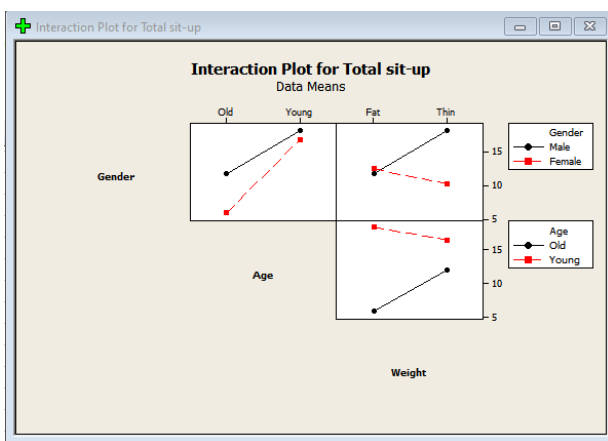 Interaction Plot for Total sit-up
Interaction Plot for Total sit-up
Data Means
Old Young Fat Thin
Gender
Male
Female
15
10
5
Gender
Age
Old
Young
15
10
5
Age
Weight